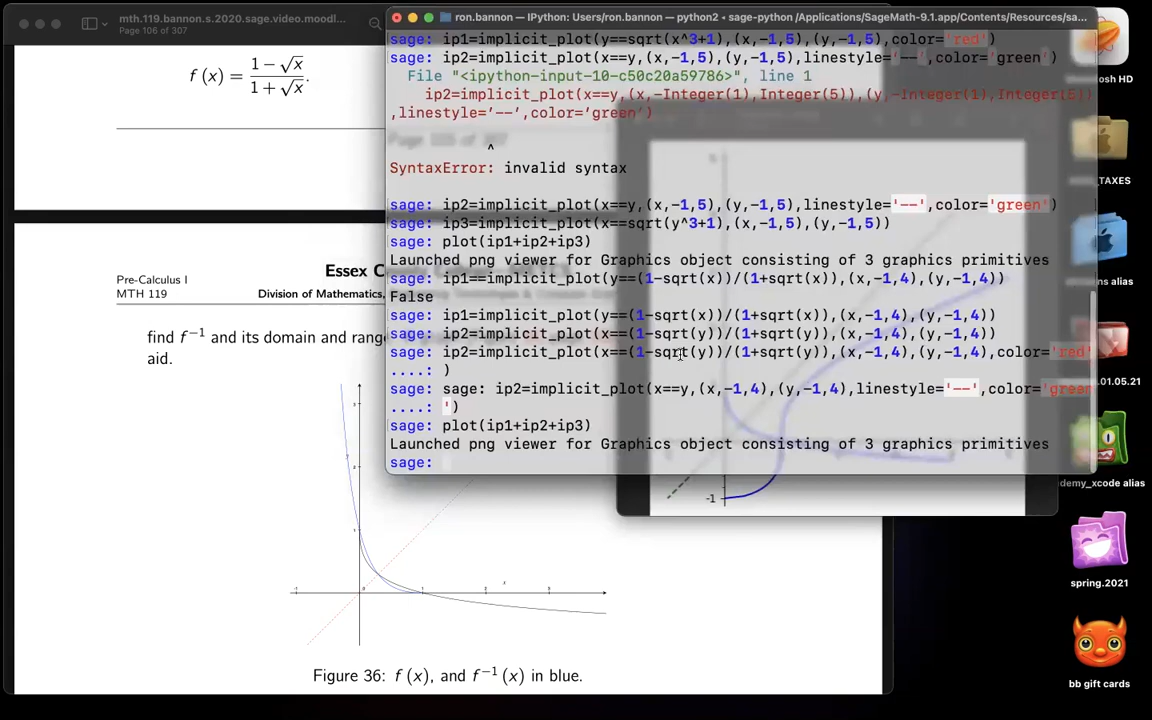 mth.119.bannon.s.2020.sage.video.moodl...
Page 106 of 307
f (x) = 1 − √x / 1 + √x.
Pre-Calculus I
MTH 119
Essex C
Division of Mathematics,
find f −1 and its domain and rang
aid.
Figure 36: f (x), and f −1 (x) in blue.
ron.bannon — IPython: Users/ron.bannon — python2 ‹ sage-python /Applications/SageMath-9.1.app/Contents/Resources/sa...
sage: ip1=implicit_plot(y==sqrt(x^3+1),(x,-1,5),(y,-1,5),color='red')
sage: ip2=implicit_plot(x==y,(x,-1,5),(y,-1,5),linestyle='--’,color=’green’)
File "<ipython-input-10-c50c20a59786>", line 1
ip2=implicit_plot(x==y,(x,-Integer(1),Integer(5)),(y,-Integer(1),Integer(5))
,linestyle=’--’,color=’green’)
^
SyntaxError: invalid syntax
sage: ip2=implicit_plot(x==y,(x,-1,5),(y,-1,5),linestyle='--',color='green')
sage: ip3=implicit_plot(x==sqrt(y^3+1),(x,-1,5),(y,-1,5))
sage: plot(ip1+ip2+ip3)
Launched png viewer for Graphics object consisting of 3 graphics primitives
sage: ip1==implicit_plot(y==(1-sqrt(x))/(1+sqrt(x)),(x,-1,4),(y,-1,4))
False
sage: ip1=implicit_plot(y==(1-sqrt(x))/(1+sqrt(x)),(x,-1,4),(y,-1,4))
sage: ip2=implicit_plot(x==(1-sqrt(y))/(1+sqrt(y)),(x,-1,4),(y,-1,4))
sage: ip2=implicit_plot(x==(1-sqrt(y))/(1+sqrt(y)),(x,-1,4),(y,-1,4),color='red'
....: )
sage: sage: ip2=implicit_plot(x==y,(x,-1,4),(y,-1,4),linestyle='--',color='green
....: ')
sage: plot(ip1+ip2+ip3)
Launched png viewer for Graphics object consisting of 3 graphics primitives
sage:
-1
osh HD
_TAXES
ns alias
.01.05.21
demy_xcode alias
spring.2021
bb gift cards